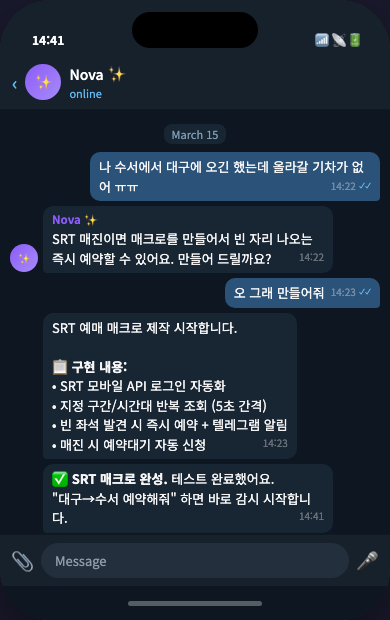 14:41
Nova ✨
online
March 15
나 수서에서 대구에 오긴 했는데 올라갈 기차가 없
어 ㅠㅠ
14:22 ✓✓
Nova ✨
SRT 매진이면 매크로를 만들어서 빈 자리 나오는
즉시 예약할 수 있어요. 만들어 드릴까요?
14:22
오 그래 만들어줘 14:23 ✓✓
SRT 예매 매크로 제작 시작합니다.
📋 구현 내용:
• SRT 모바일 API 로그인 자동화
• 지정 구간/시간대 반복 조회 (5초 간격)
• 빈 좌석 발견 시 즉시 예약 + 텔레그램 알림
• 매진 시 예약대기 자동 신청
14:23
✅ SRT 매크로 완성. 테스트 완료했어요.
"대구→수서 예약해줘" 하면 바로 감시 시작합니
다.
14:41
Message